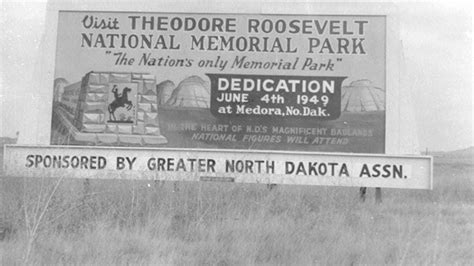 Visit THEODORE ROOSEVELT
NATIONAL MEMORIAL PARK
"The Nation's only Memorial Park"
DEDICATION
JUNE 4th 1949
at Medora, No. Dak.
IN THE HEART OF N.D'S MAGNIFICENT BADLANDS
NATIONAL FIGURES WILL ATTEND
SPONSORED BY GREATER NORTH DAKOTA ASSN.